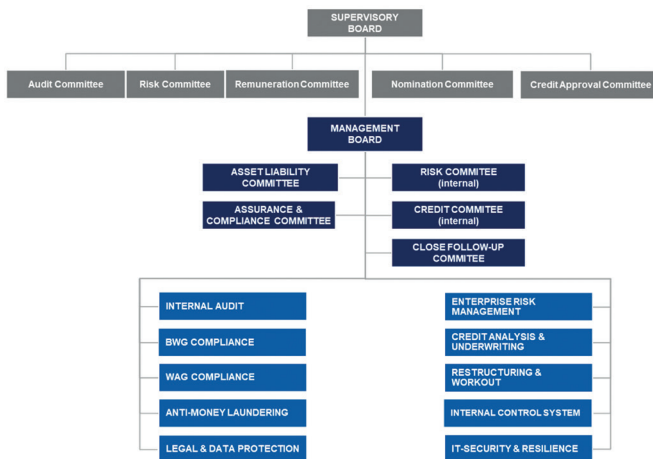 SUPERVISORY
BOARD
Audit Committee
Risk Committee
Remuneration Committee
Nomination Committee
Credit Approval Committee
MANAGEMENT
BOARD
ASSET LIABILITY
COMMITTEE
RISK COMMITEE
(internal)
ASSURANCE &
COMPLIANCE COMMITTEE
CREDIT COMMITEE
(internal)
CLOSE FOLLOW-UP
COMMITEE
INTERNAL AUDIT
BWG COMPLIANCE
WAG COMPLIANCE
ANTI-MONEY LAUNDERING
LEGAL & DATA PROTECTION
ENTERPRISE RISK
MANAGEMENT
CREDIT ANALYSIS &
UNDERWRITING
RESTRUCTURING &
WORKOUT
INTERNAL CONTROL SYSTEM
IT-SECURITY & RESILIENCE